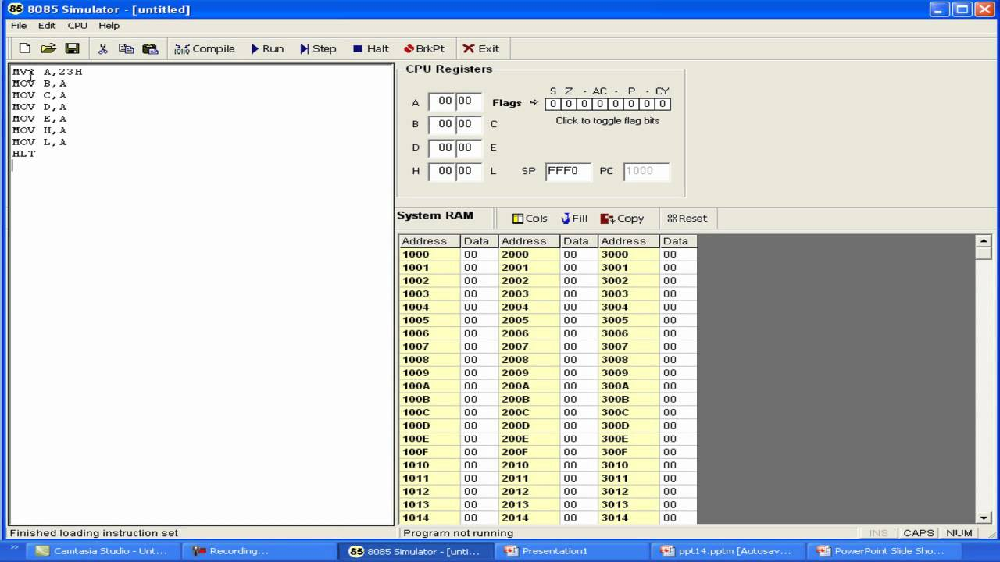 85 8085 Simulator - [untitled]
File Edit CPU Help
Compile Run Step Halt BrkPt Exit
MVI A,23H
MOV B,A
MOV C,A
MOV D,A
MOV E,A
MOV H,A
MOV L,A
HLT
CPU Registers
S Z - AC - P - CY
A 00 00 Flags ⇒ 0 0 0 0 0 0 0 0
Click to toggle flag bits
B 00 00 C
D 00 00 E
H 00 00 L SP FFF0 PC 1000
System RAM Cols Fill Copy Reset
Address Data Address Data Address Data
1000 00 2000 00 3000 00
1001 00 2001 00 3001 00
1002 00 2002 00 3002 00
1003 00 2003 00 3003 00
1004 00 2004 00 3004 00
1005 00 2005 00 3005 00
1006 00 2006 00 3006 00
1007 00 2007 00 3007 00
1008 00 2008 00 3008 00
1009 00 2009 00 3009 00
100A 00 200A 00 300A 00
100B 00 200B 00 300B 00
100C 00 200C 00 300C 00
100D 00 200D 00 300D 00
100E 00 200E 00 300E 00
100F 00 200F 00 300F 00
1010 00 2010 00 3010 00
1011 00 2011 00 3011 00
1012 00 2012 00 3012 00
1013 00 2013 00 3013 00
1014 00 2014 00 3014 00
Finished loading instruction set Program not running INS CAPS NUM
Camtasia Studio - Unt... Recording... 85 8085 Simulator - [unti... Presentation1 ppt14.pptm [Autosav... PowerPoint Slide Sho...